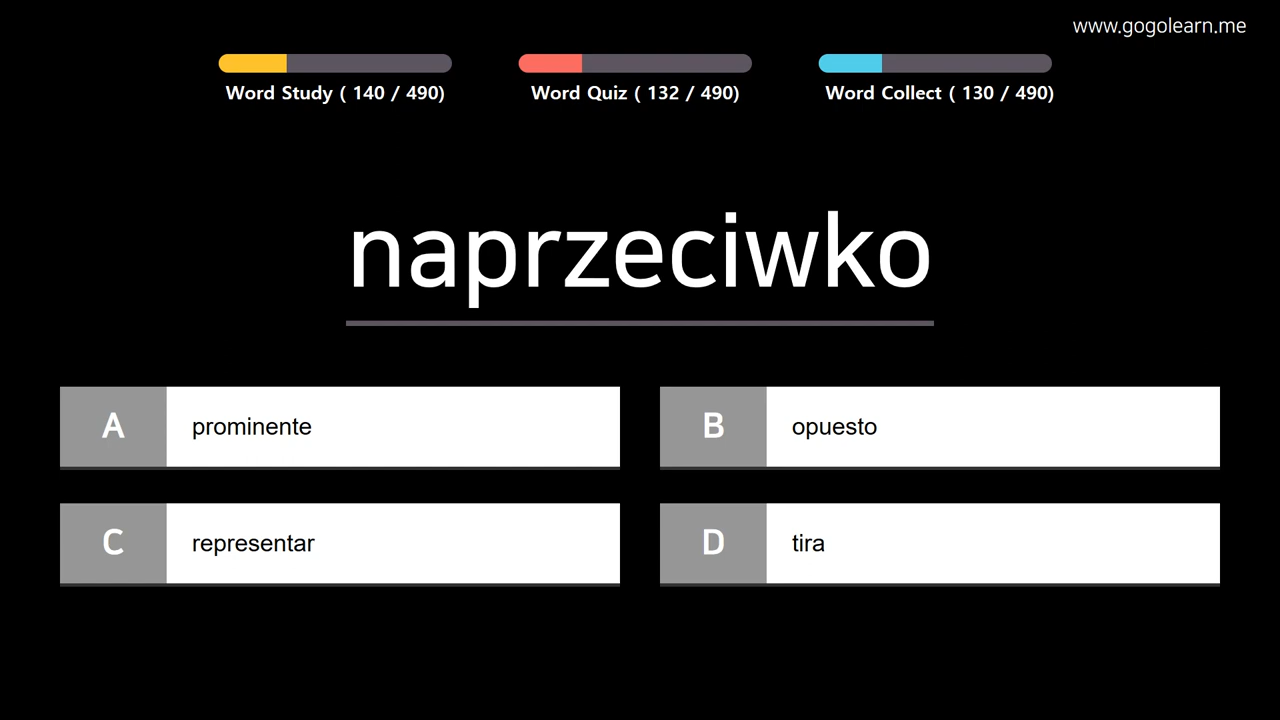 www.gogolearn.me
Word Study ( 140 / 490)
Word Quiz ( 132 / 490)
Word Collect ( 130 / 490)
naprzeciwko
A prominente
B opuesto
C representar
D tira